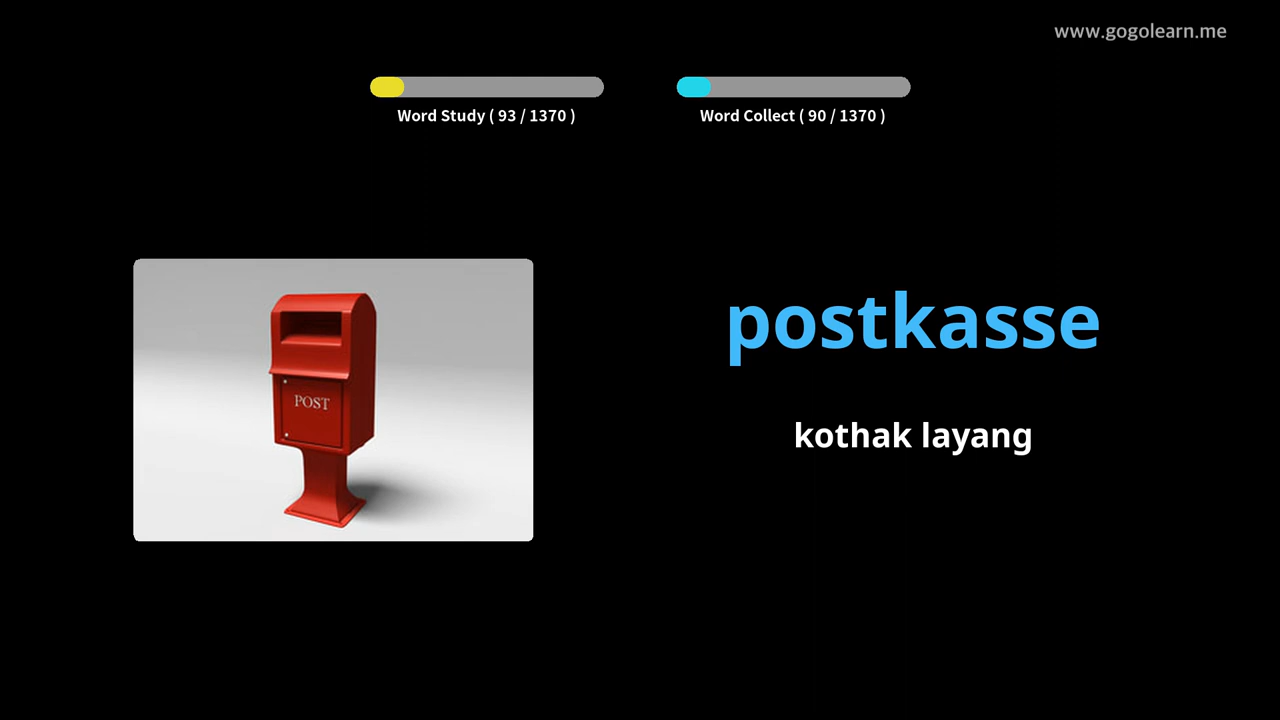 www.gogolearn.me
Word Study ( 93 / 1370 )
Word Collect ( 90 / 1370 )
POST
postkasse
kothak layang